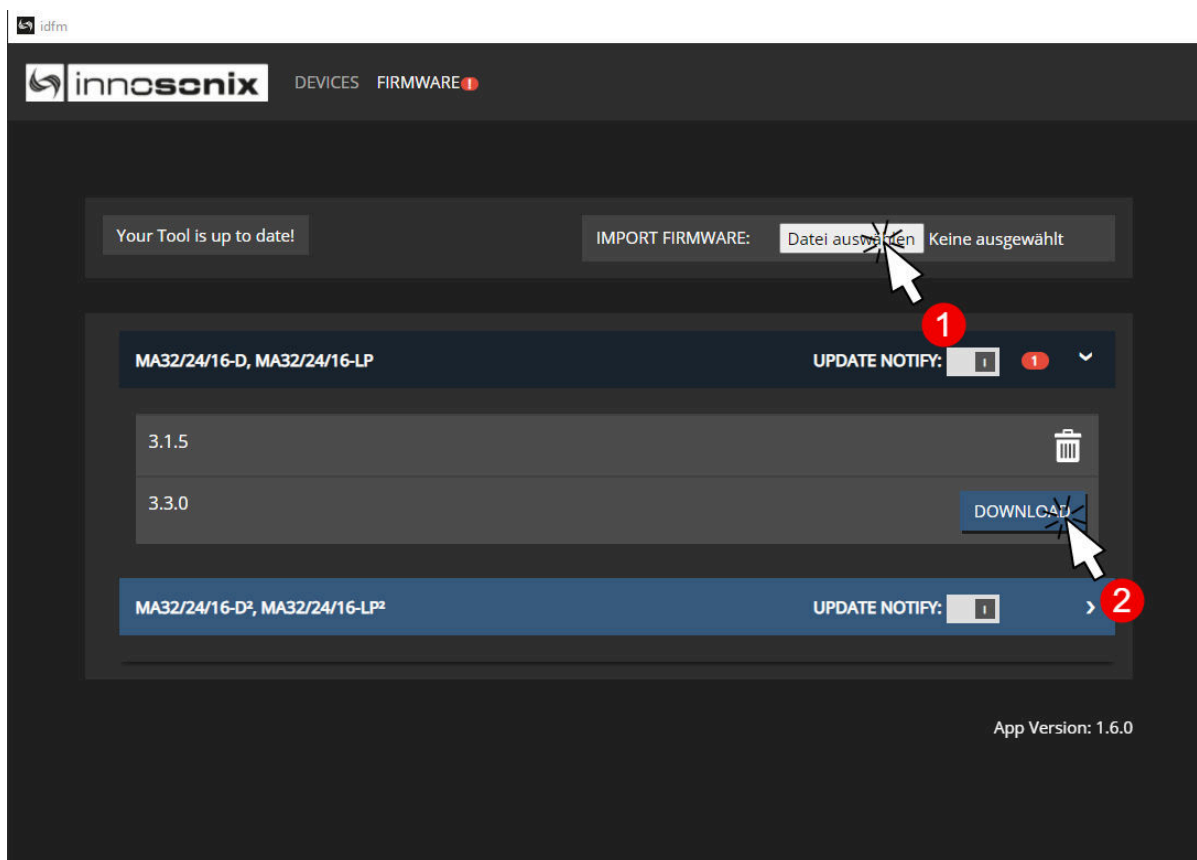 idfm
innosonix DEVICES FIRMWARE !
Your Tool is up to date! IMPORT FIRMWARE: Datei auswählen Keine ausgewählt
1
MA32/24/16-D, MA32/24/16-LP UPDATE NOTIFY: I 1
3.1.5
3.3.0 DOWNLOAD
MA32/24/16-D², MA32/24/16-LP² UPDATE NOTIFY: I 2
App Version: 1.6.0